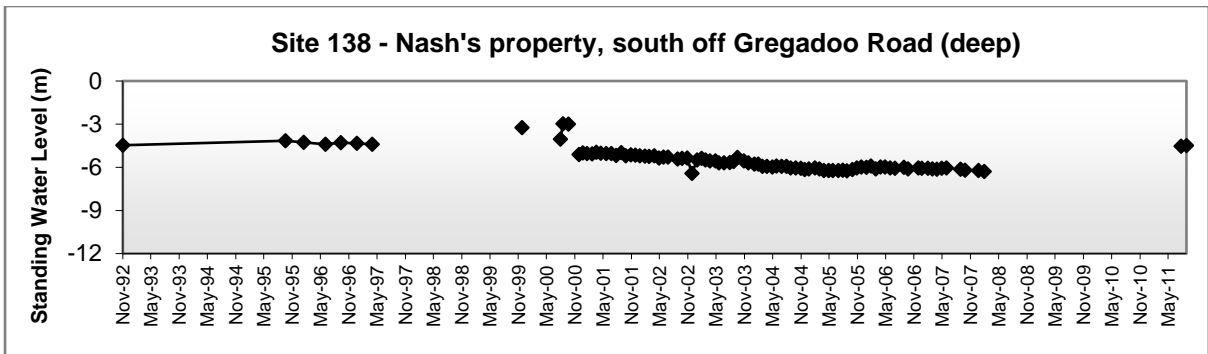 Site 138 - Nash's property, south off Gregadoo Road (deep)
Standing Water Level (m)
0
-3
-6
-9
-12
Nov-92
May-93
Nov-93
May-94
Nov-94
May-95
Nov-95
May-96
Nov-96
May-97
Nov-97
May-98
Nov-98
May-99
Nov-99
May-00
Nov-00
May-01
Nov-01
May-02
Nov-02
May-03
Nov-03
May-04
Nov-04
May-05
Nov-05
May-06
Nov-06
May-07
Nov-07
May-08
Nov-08
May-09
Nov-09
May-10
Nov-10
May-11